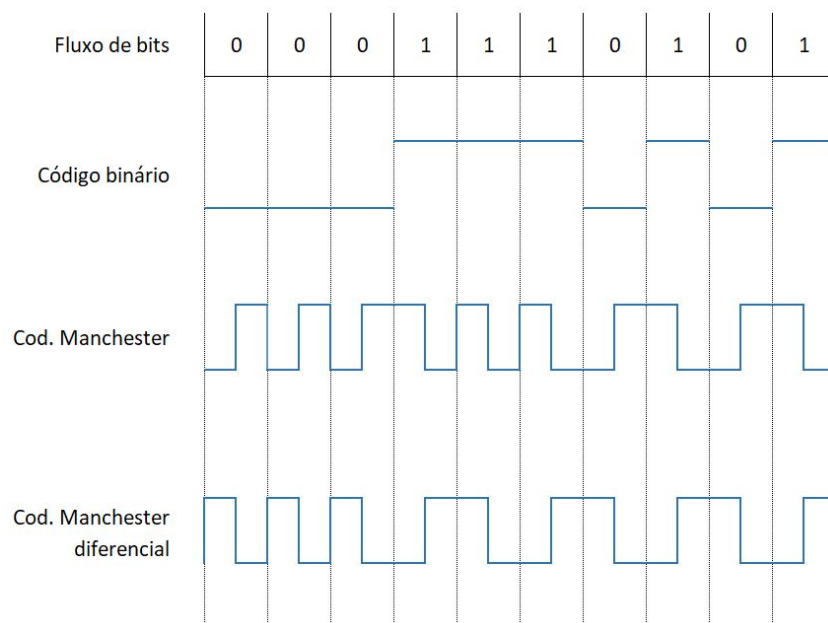 Fluxo de bits 0 0 0 1 1 1 0 1 0 1
Código binário
Cod. Manchester
Cod. Manchester
diferencial